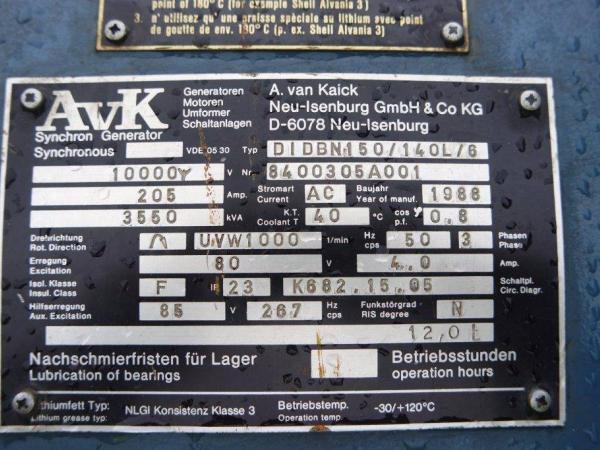 point of 180°C (for example Shell Alvania 3)
3. n'utilisez qu'une graisse spéciale au lithium avec point
de goutte de env. 190°C (p. ex. Shell Alvania 3)
AvK
Generatoren
Motoren
Umformer
Schaltanlagen
A. van Kaick
Neu-Isenburg GmbH & Co KG
D-6078 Neu-Isenburg
Synchron Generator
Synchronous VDE 0530 Typ DIDBN 150/140L/6
10000Y V Nr 8400305A001
205 Amp. Stromart Current AC Baujahr Year of manuf. 1988
3550 kVA K.T. Coolant T 40 °C cos φ p.f. 0.8
Drehrichtung Rot. Direction UVW1000 1/min Hz cps 50 3 Phasen Phase
Erregung Excitation 80 V 4.0 Amp.
Isol. Klasse Insul. Class F IP 23 K682.15.05 Schaltpl. Circ. Diagr.
Hilfserregung Aux. Excitation 85 V 267 Hz cps Funkstörgrad RIS degree N
12,0 t
Nachschmierfristen für Lager Betriebsstunden
Lubrication of bearings operation hours
Lithiumfett Typ: NLGI Konsistenz Klasse 3 Betriebstemp. -30/+120°C
Lithium grease typ: Operation temp.